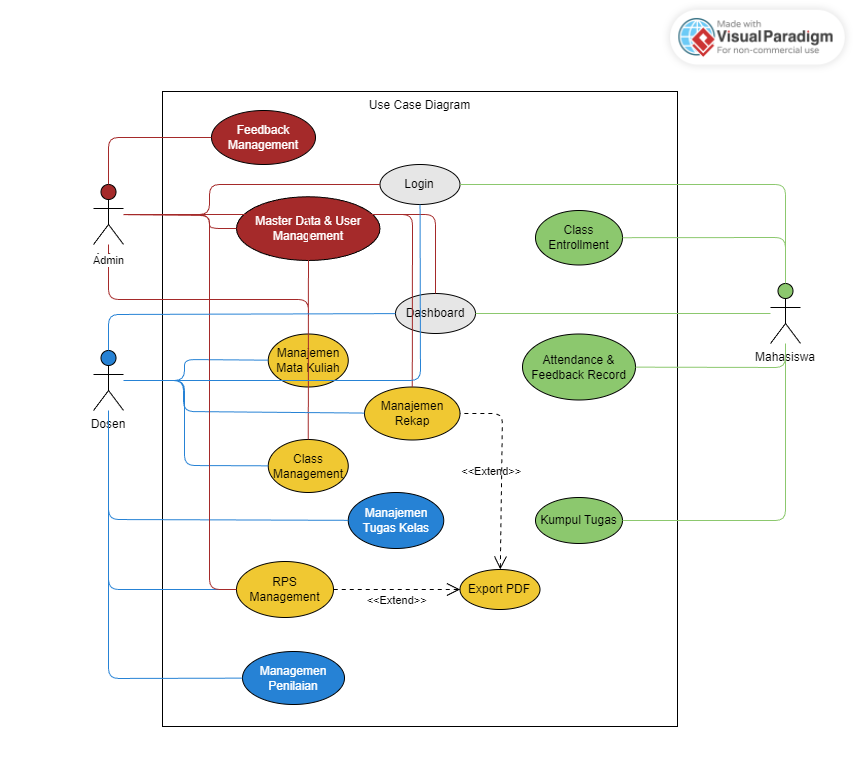 Made with
Visual Paradigm
For non-commercial use
Use Case Diagram
Feedback
Management
Login
Master Data & User
Management
Class
Entrollment
Admin
Dashboard
Mahasiswa
Manajemen
Mata Kuliah
Attendance &
Feedback Record
Dosen
Manajemen
Rekap
Class
Management
<<Extend>>
Manajemen
Tugas Kelas
Kumpul Tugas
RPS
Management
<<Extend>>
Export PDF
Managemen
Penilaian